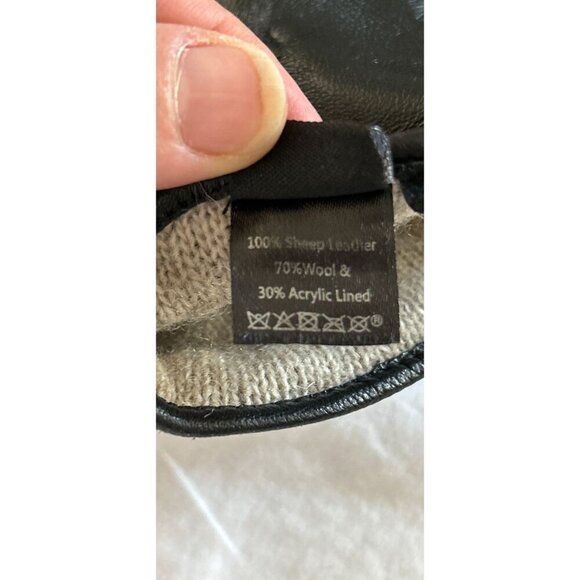 100% Sheep Leather
70%Wool &
30% Acrylic Lined